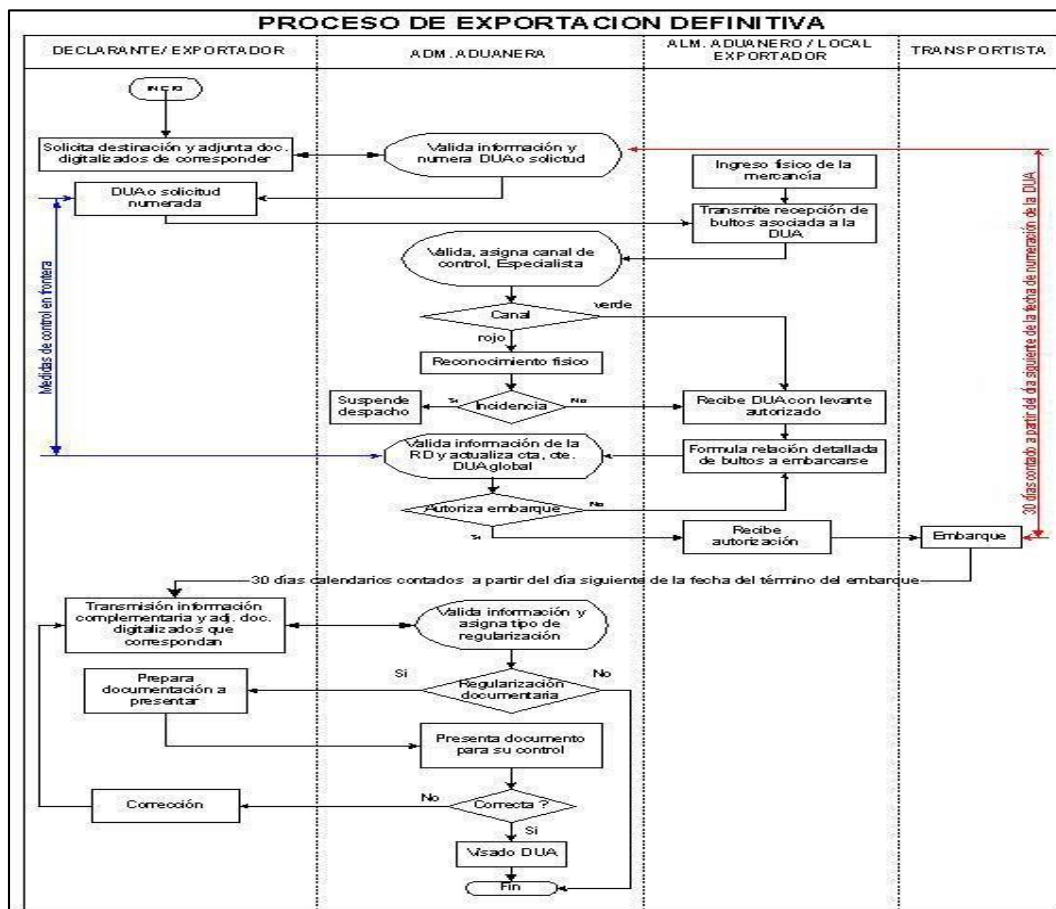 PROCESO DE EXPORTACION DEFINITIVA
DECLARANTE/ EXPORTADOR
ADM. ADUANERA
ALM. ADUANERO / LOCAL
EXPORTADOR
TRANSPORTISTA
INICIO
Solicita destinación y adjunta doc.
digitalizados de corresponder
Valida información y
numera DUA o solictud
Ingreso físico de la
mercancía
DUA o solicitud
numerada
Transmite recepción de
bultos asociada a la
DUA
Valida, asigna canal de
control, Especialista
Canal
verde
rojo
Reconocimiento físico
Suspende
despacho
Si
Incidencia
No
Recibe DUA con levante
autorizado
Valida información de la
RD y actualiza cta, cte.
DUA global
Formula relación detallada
de bultos a embarcarse
Autoriza embarque
No
Si
Recibe
autorización
Embarque
Medidas de control en frontera
30 días contado a partir del día siguiente de la fecha de numeración de la DUA
30 días calendarios contados a partir del día siguiente de la fecha del término del embarque
Transmisión información
complementaria y adj. doc.
digitalizados que
correspondan
Valida información y
asigna tipo de
regularización
Si
No
Prepara
documentación a
presentar
Regularización
documentaria
Presenta documento
para su control
Corrección
No
Correcta ?
Si
Visado DUA
Fin